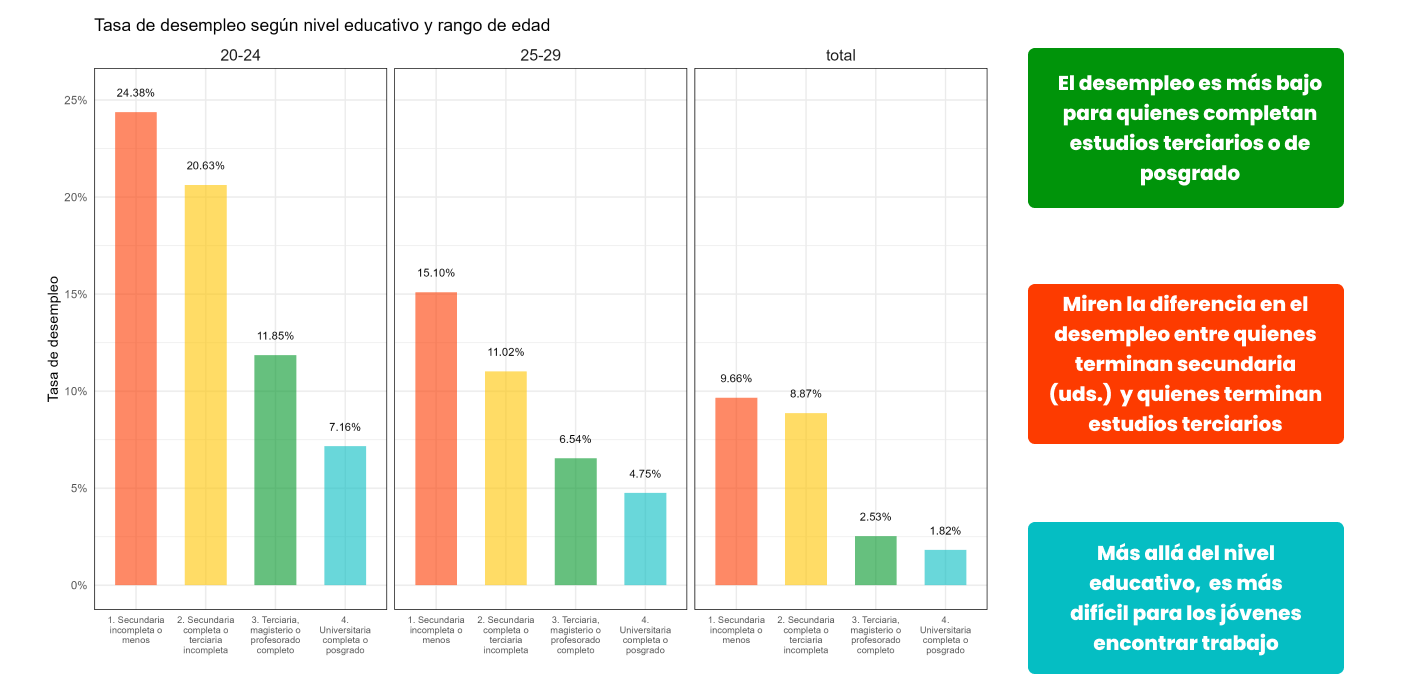 Tasa de desempleo según nivel educativo y rango de edad
20-24
25-29
total
Tasa de desempleo
25%
20%
15%
10%
5%
0%
24.38%
20.63%
11.85%
7.16%
15.10%
11.02%
6.54%
4.75%
9.66%
8.87%
2.53%
1.82%
1. Secundaria
incompleta o
menos
2. Secundaria
completa o
terciaria
incompleta
3. Terciaria,
magisterio o
profesorado
completo
4.
Universitaria
completa o
posgrado
1. Secundaria
incompleta o
menos
2. Secundaria
completa o
terciaria
incompleta
3. Terciaria,
magisterio o
profesorado
completo
4.
Universitaria
completa o
posgrado
1. Secundaria
incompleta o
menos
2. Secundaria
completa o
terciaria
incompleta
3. Terciaria,
magisterio o
profesorado
completo
4.
Universitaria
completa o
posgrado
El desempleo es más bajo
para quienes completan
estudios terciarios o de
posgrado
Miren la diferencia en el
desempleo entre quienes
terminan secundaria
(uds.) y quienes terminan
estudios terciarios
Más allá del nivel
educativo, es más
difícil para los jóvenes
encontrar trabajo